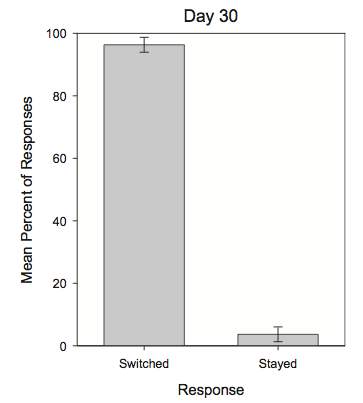 Day 30
Mean Percent of Responses
100
80
60
40
20
0
Switched Stayed
Response